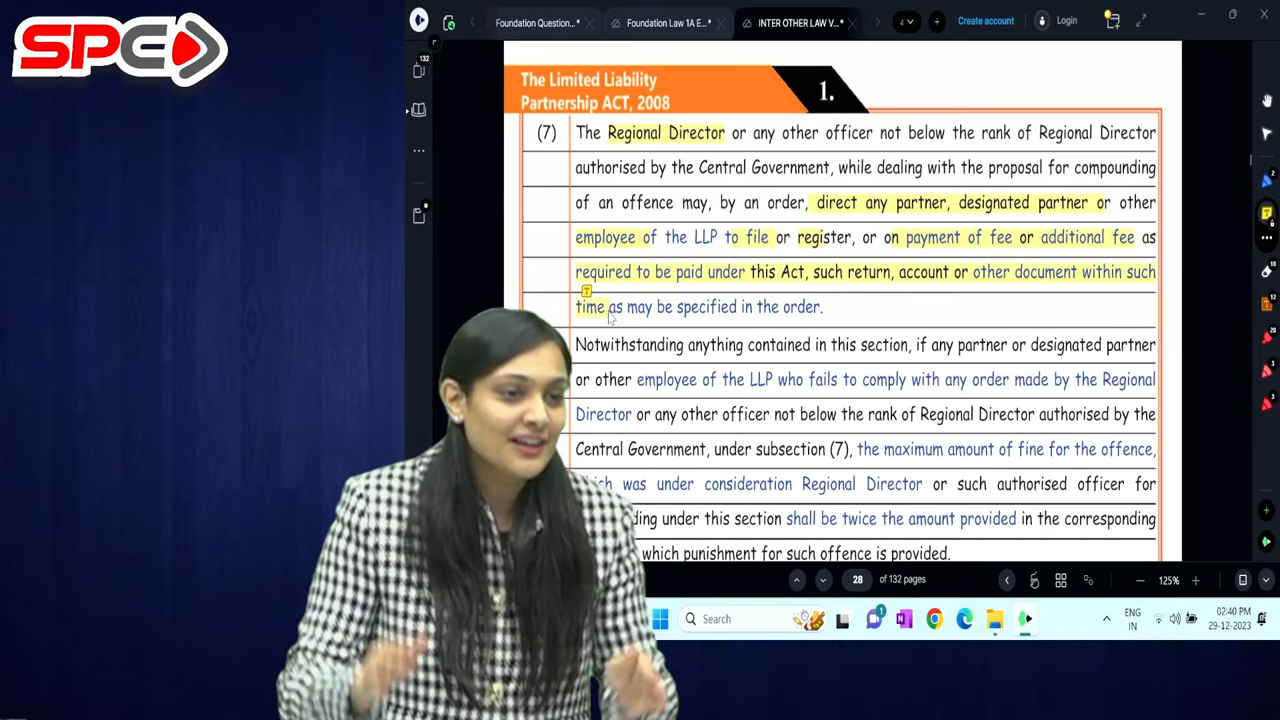 SPC
Foundation Question...*
Foundation Law 1A E...*
INTER OTHER LAW V...*
4
Create account
Login
132
The Limited Liability
Partnership ACT, 2008
1.
(7) The Regional Director or any other officer not below the rank of Regional Director
authorised by the Central Government, while dealing with the proposal for compounding
of an offence may, by an order, direct any partner, designated partner or other
employee of the LLP to file or register, or on payment of fee or additional fee as
required to be paid under this Act, such return, account or other document within such
time as may be specified in the order.
Notwithstanding anything contained in this section, if any partner or designated partner
or other employee of the LLP who fails to comply with any order made by the Regional
Director or any other officer not below the rank of Regional Director authorised by the
Central Government, under subsection (7), the maximum amount of fine for the offence,
was under consideration Regional Director or such authorised officer for
under this section shall be twice the amount provided in the corresponding
which punishment for such offence is provided.
28 of 132 pages
125%
Search
ENG
IN
02:40 PM
29-12-2023